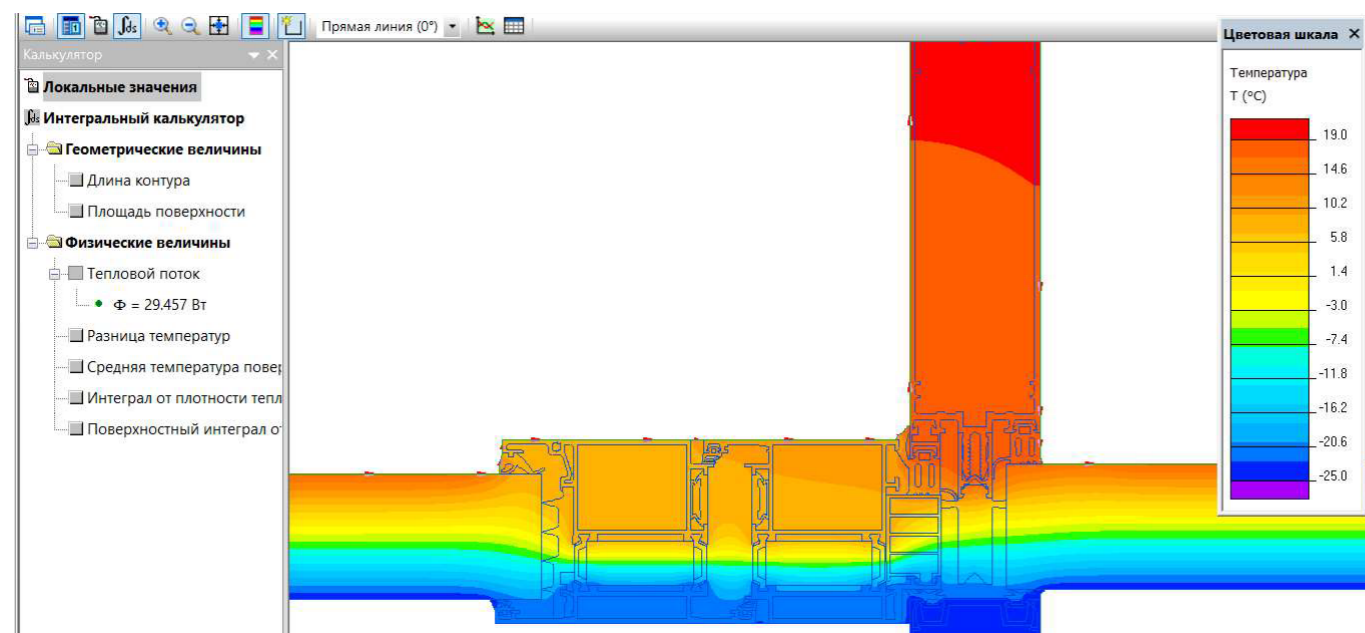 Прямая линия (0°)
Калькулятор
Локальные значения
Интегральный калькулятор
Геометрические величины
Длина контура
Площадь поверхности
Физические величины
Тепловой поток
Φ = 29.457 Вт
Разница температур
Средняя температура повер
Интеграл от плотности тепл
Поверхностный интеграл о
Цветовая шкала
Температура
T (°C)
19.0
14.6
10.2
5.8
1.4
-3.0
-7.4
-11.8
-16.2
-20.6
-25.0